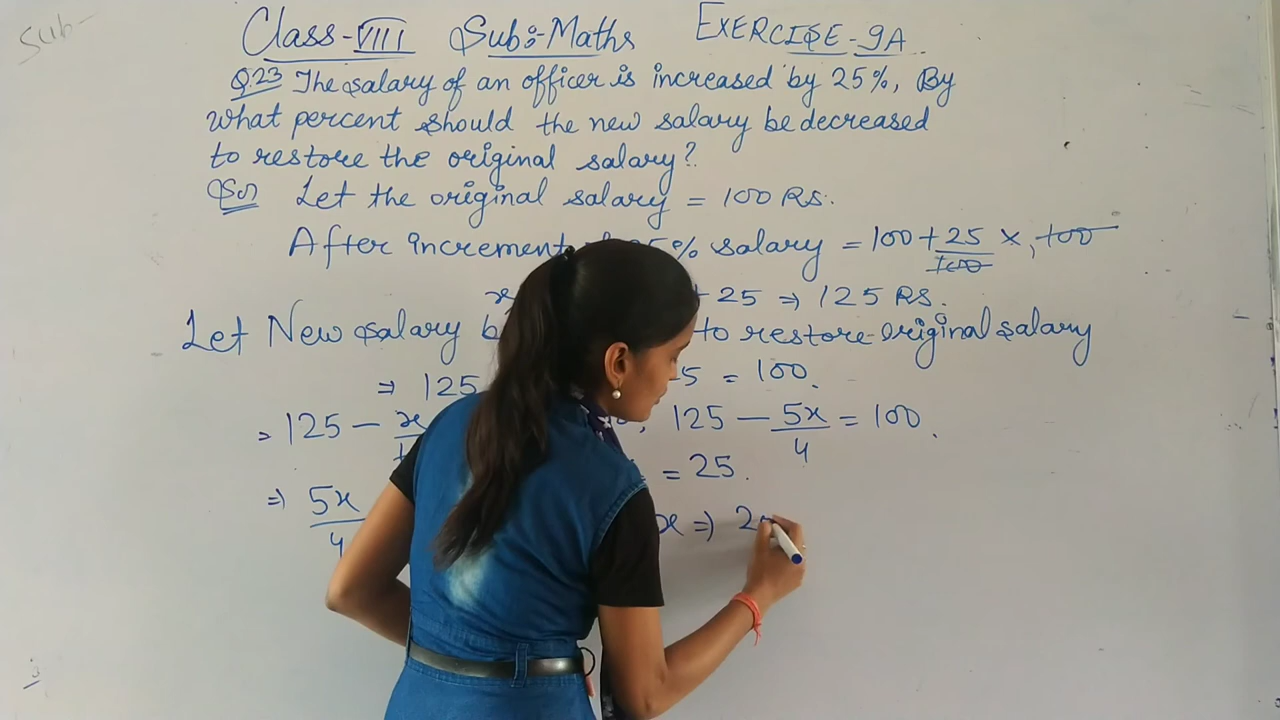 Sub-
Class-VIII Sub:-Maths EXERCISE-9A
Q.23 The salary of an officer is increased by 25%, By
what percent should the new salary be decreased
to restore the original salary?
Sol Let the original salary = 100 RS.
After increment 25% salary = 100 + 25/100 × 100
+ 25 => 125 RS.
Let New salary to restore original salary
=> 125 = 100.
= 125 - x , 125 - 5x/4 = 100.
= 25.
=> 5x/4 x => 2